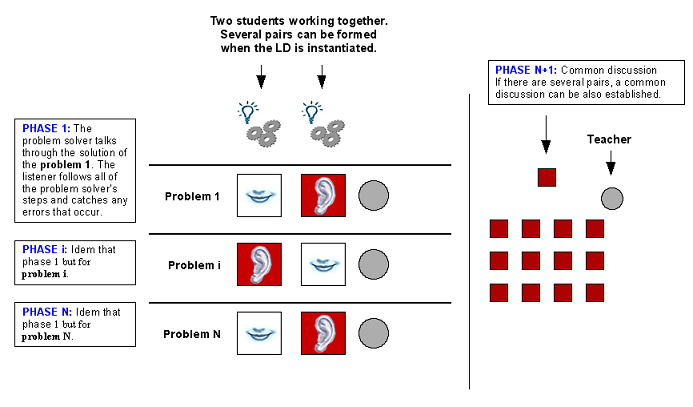 Two students working together.
Several pairs can be formed
when the LD is instantiated.
PHASE 1: The
problem solver talks
through the solution of
the problem 1. The
listener follows all of
the problem solver's
steps and catches any
errors that occur.
Problem 1
PHASE i: Idem that
phase 1 but for
problem i.
Problem i
PHASE N: Idem that
phase 1 but for
problem N.
Problem N
PHASE N+1: Common discussion
If there are several pairs, a common
discussion can be also established.
Teacher